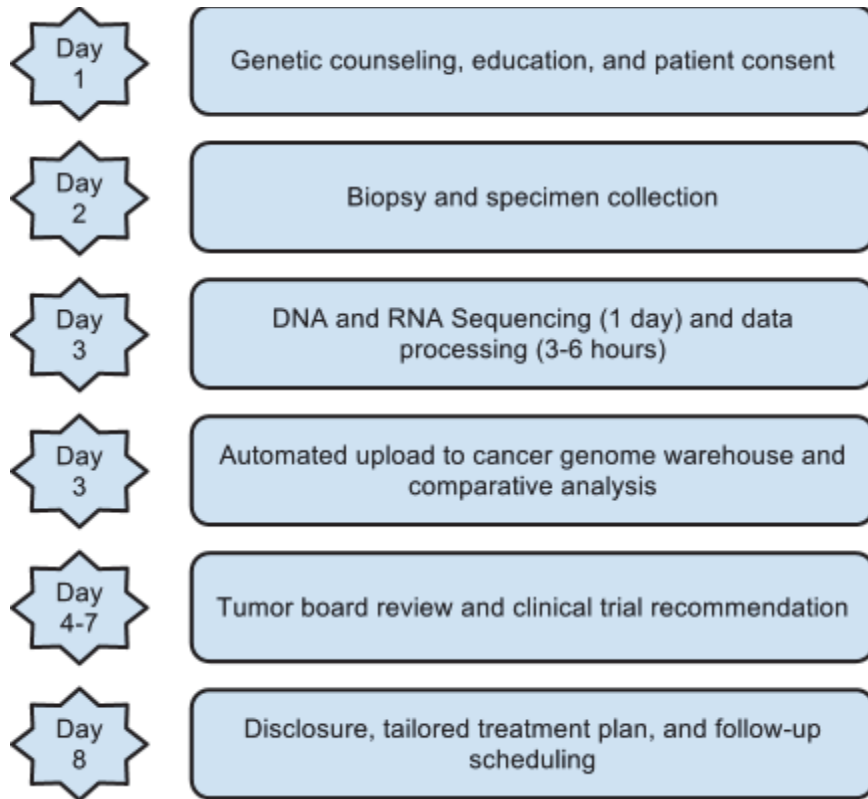 Day
1
Genetic counseling, education, and patient consent
Day
2
Biopsy and specimen collection
Day
3
DNA and RNA Sequencing (1 day) and data
processing (3-6 hours)
Day
3
Automated upload to cancer genome warehouse and
comparative analysis
Day
4-7
Tumor board review and clinical trial recommendation
Day
8
Disclosure, tailored treatment plan, and follow-up
scheduling